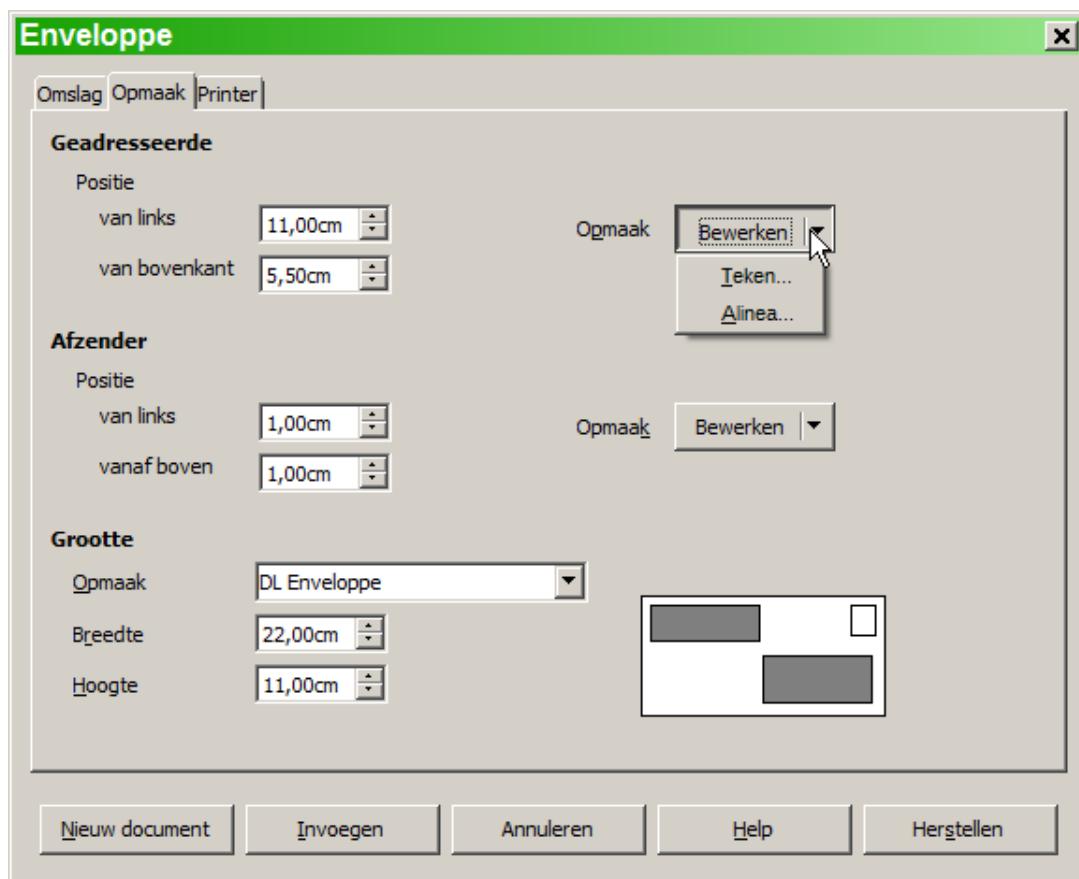 Enveloppe
Omslag Opmaak Printer
Geadresseerde
Positie
van links 11,00cm Opmaak Bewerken
van bovenkant 5,50cm Teken...
Alinea...
Afzender
Positie
van links 1,00cm Opmaak Bewerken
vanaf boven 1,00cm
Grootte
Opmaak DL Enveloppe
Breedte 22,00cm
Hoogte 11,00cm
Nieuw document Invoegen Annuleren Help Herstellen